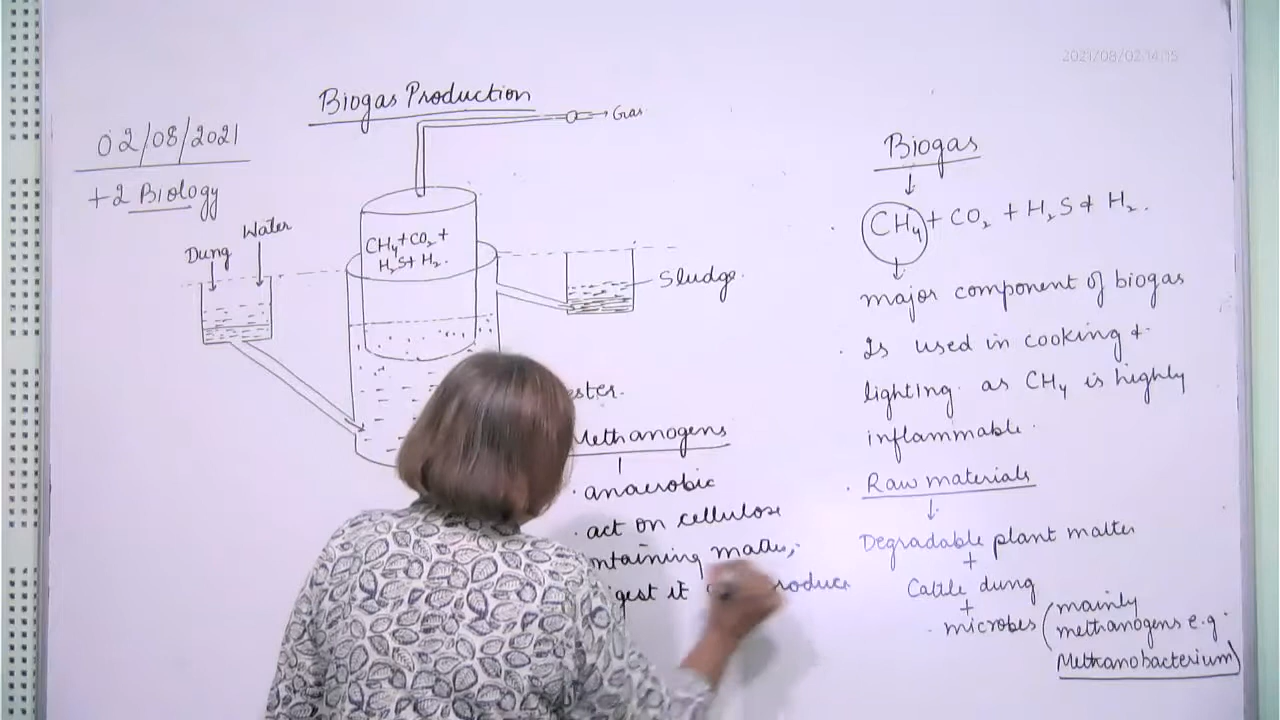 2021/08/02 14:15
Biogas Production
Gas
02/08/2021
+2 Biology
Dung
Water
CH₄+CO₂+
H₂S+H₂.
Sludge.
ester.
Methanogens
· anaerobic
· act on cellulose
ntaining matter,
gest it produce
Biogas
CH₄ + CO₂ + H₂S & H₂.
major component of biogas
· Is used in cooking &
lighting as CH₄ is highly
inflammable.
· Raw materials
Degradable plant matter
+
Cattle dung
+
microbes (mainly
methanogens e.g.
Methanobacterium)